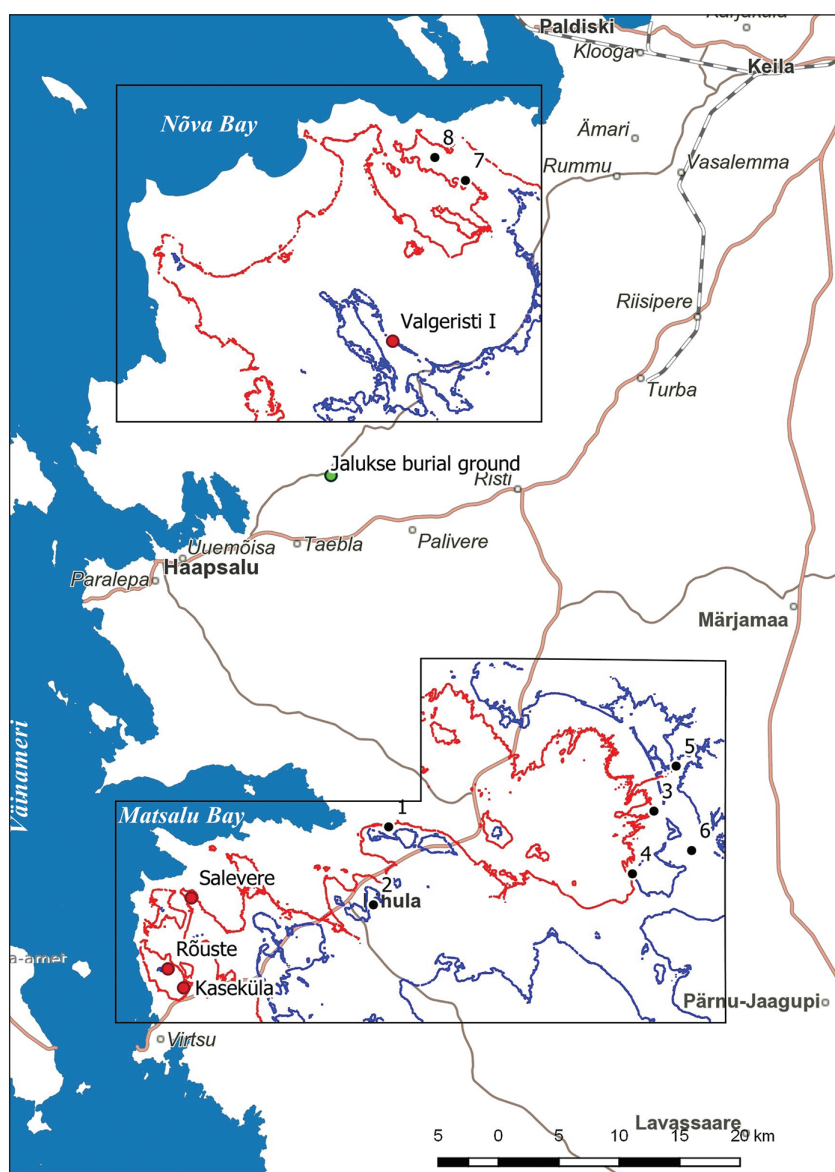 Karjaküla
Paldiski
Klooga
Keila
Nõva Bay
Ämari
8
7
Rummu
Vasalemma
Riisipere
Valgeristi I
Turba
Jalukse burial ground
Risti
Uuemõisa
Taebla
Palivere
Haapsalu
Paralepa
Märjamaa
Väinameri
5
3
Matsalu Bay
1
6
4
Salevere
2
hula
Rõuste
a-amet
Kaseküla
Pärnu-Jaagupi
Virtsu
Lavassaare
5 0 5 10 15 20 km